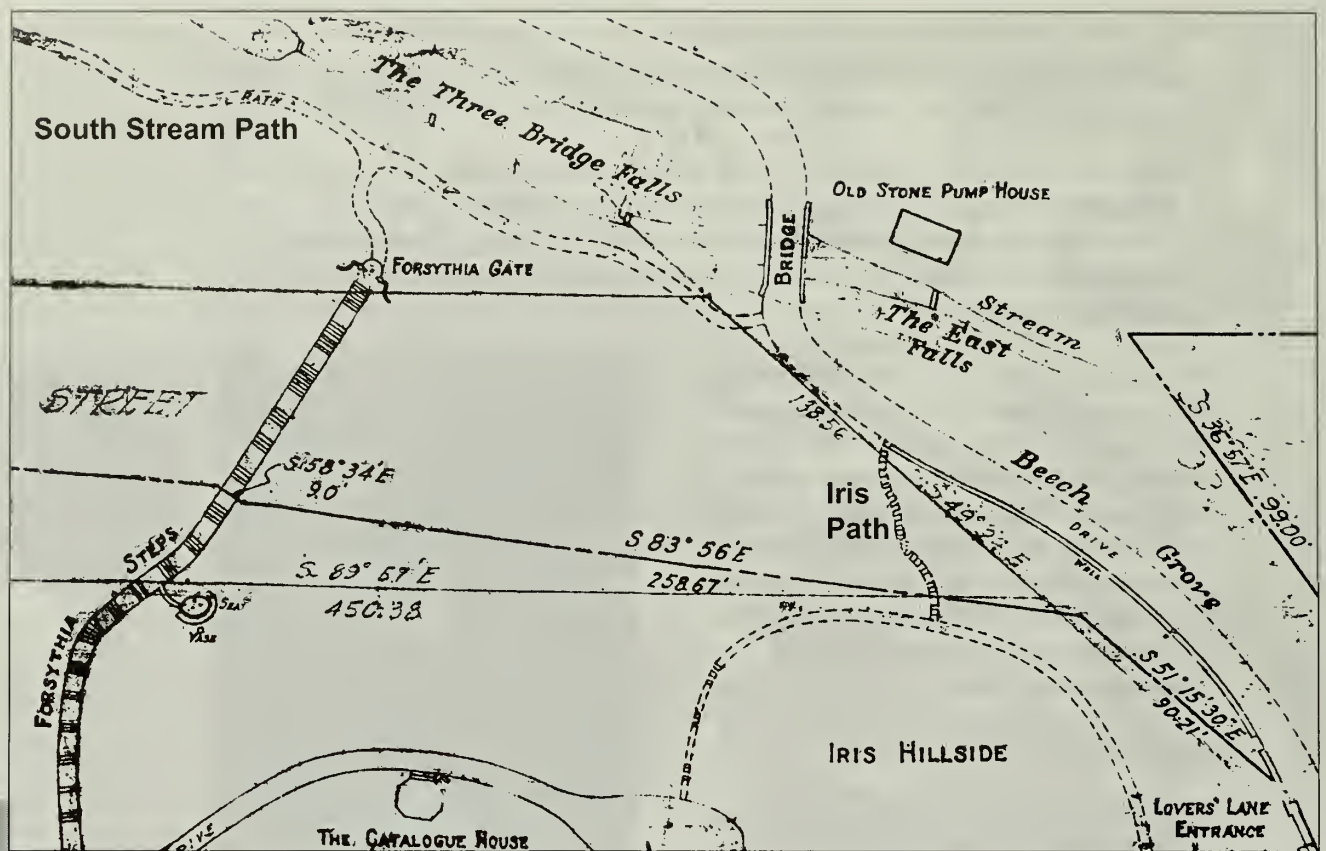 PATH
South Stream Path
The Three Bridge Falls
OLD STONE PUMP HOUSE
BRIDGE
FORSYTHIA GATE
Stream
The East
Falls
STREET
138.56'
S 36°57'E 99.00'
S. 58° 34' E
9.0'
Beech
Grove
DRIVE
WALL
Iris
Path
S 83° 56' E
258.67'
STEPS
S. 89° 57' E
450.38
SEAT
VASE
FORSYTHIA
S 51° 15' 30" E
90.71'
IRIS HILLSIDE
LOVERS' LANE
ENTRANCE
THE CATALOGUE HOUSE